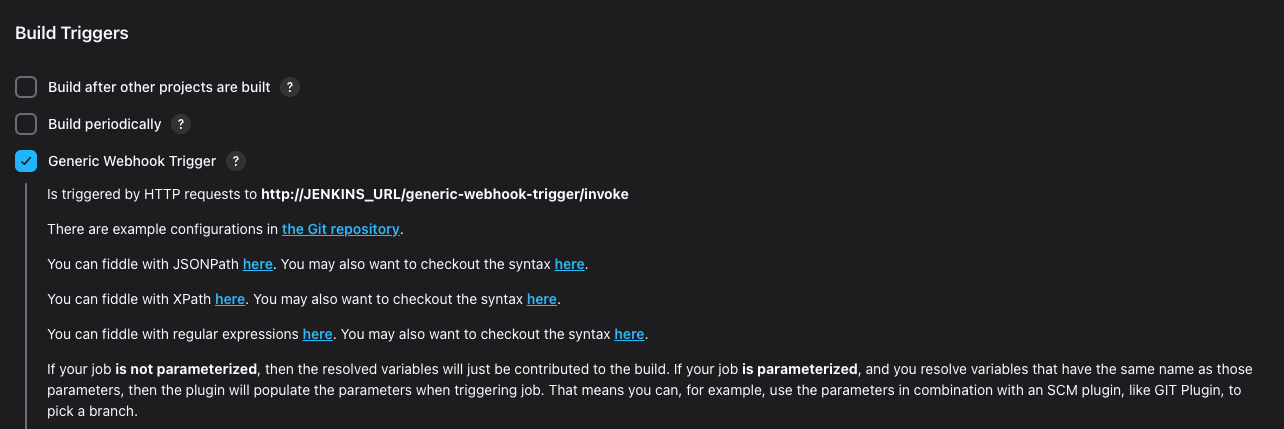 Build Triggers
Build after other projects are built ?
Build periodically ?
Generic Webhook Trigger ?
Is triggered by HTTP requests to http://JENKINS_URL/generic-webhook-trigger/invoke
There are example configurations in the Git repository.
You can fiddle with JSONPath here. You may also want to checkout the syntax here.
You can fiddle with XPath here. You may also want to checkout the syntax here.
You can fiddle with regular expressions here. You may also want to checkout the syntax here.
If your job is not parameterized, then the resolved variables will just be contributed to the build. If your job is parameterized, and you resolve variables that have the same name as those
parameters, then the plugin will populate the parameters when triggering job. That means you can, for example, use the parameters in combination with an SCM plugin, like GIT Plugin, to
pick a branch.